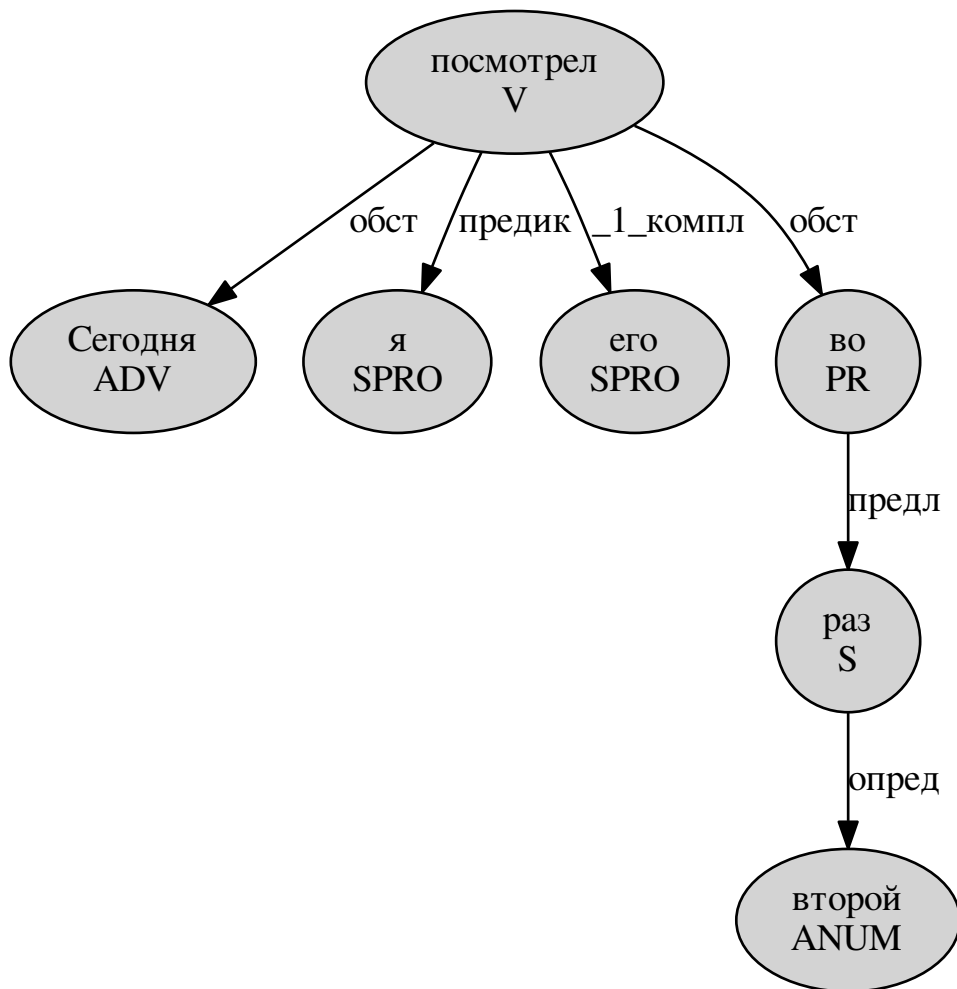 посмотрел
V
обст
предик
_1_компл
обст
Сегодня
ADV
я
SPRO
его
SPRO
во
PR
предл
раз
S
опред
второй
ANUM